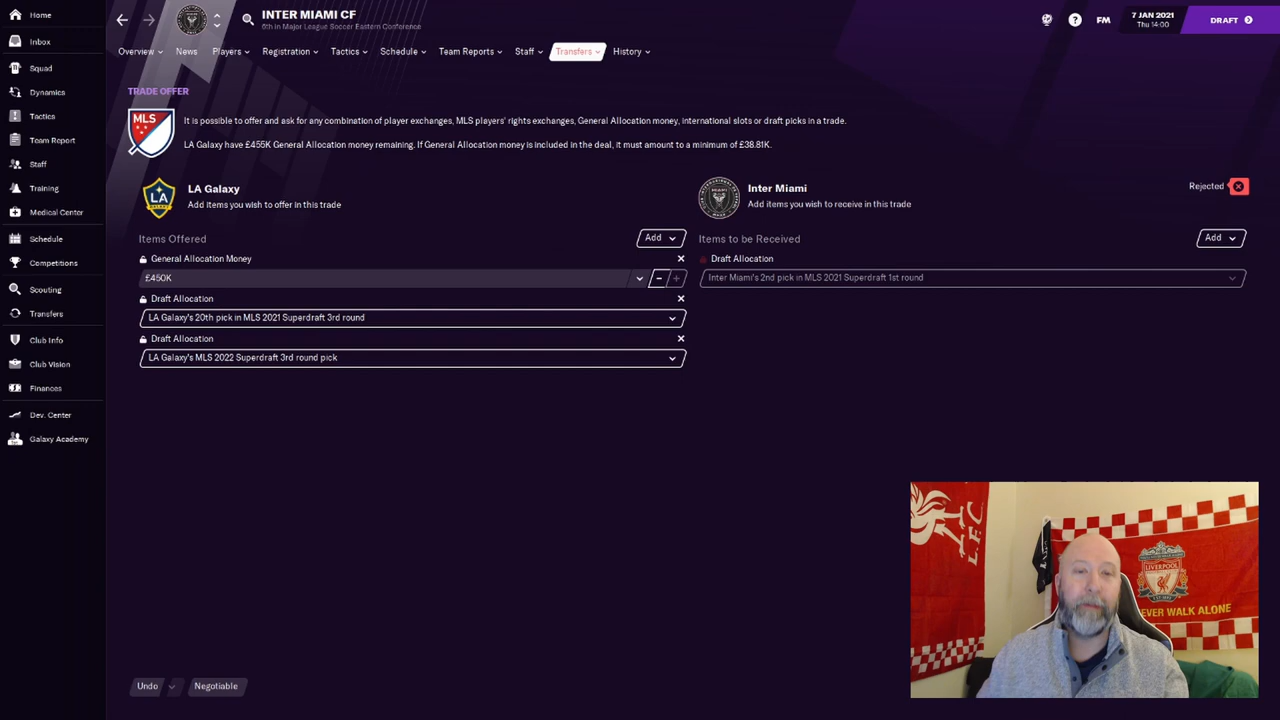 Home
INTER MIAMI CF
6th in Major League Soccer Eastern Conference
FM
7 JAN 2021
Thu 14:00
DRAFT
Inbox
Overview
News
Players
Registration
Tactics
Schedule
Team Reports
Staff
Transfers
History
Squad
Dynamics
Tactics
Team Report
Staff
Training
Medical Center
Schedule
Competitions
Scouting
Transfers
Club Info
Club Vision
Finances
Dev. Center
Galaxy Academy
TRADE OFFER
MLS
It is possible to offer and ask for any combination of player exchanges, MLS players' rights exchanges, General Allocation money, international slots or draft picks in a trade.
LA Galaxy have £455K General Allocation money remaining. If General Allocation money is included in the deal, it must amount to a minimum of £38.81K.
LA
LA Galaxy
Add items you wish to offer in this trade
Inter Miami
Add items you wish to receive in this trade
Rejected
Items Offered
Add
Items to be Received
Add
General Allocation Money
£450K
Draft Allocation
LA Galaxy's 20th pick in MLS 2021 Superdraft 3rd round
Draft Allocation
LA Galaxy's MLS 2022 Superdraft 3rd round pick
Draft Allocation
Inter Miami's 2nd pick in MLS 2021 Superdraft 1st round
Undo
Negotiable
L.F.C
LIVERPOOL
EVER WALK ALONE